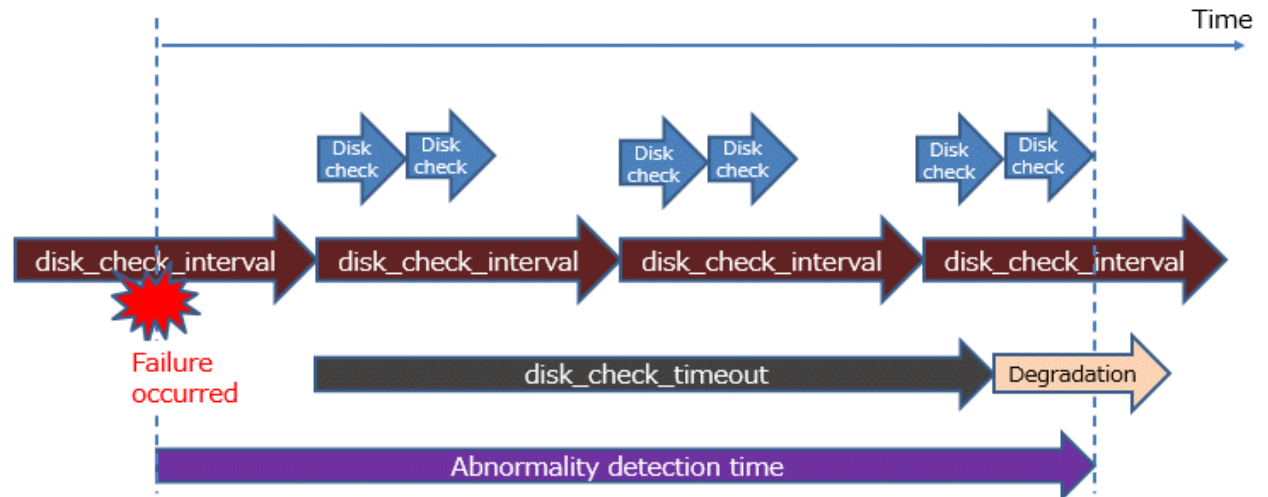 Time
Disk
check
Disk
check
Disk
check
Disk
check
Disk
check
Disk
check
disk_check_interval
disk_check_interval
disk_check_interval
disk_check_interval
Failure
occurred
disk_check_timeout
Degradation
Abnormality detection time